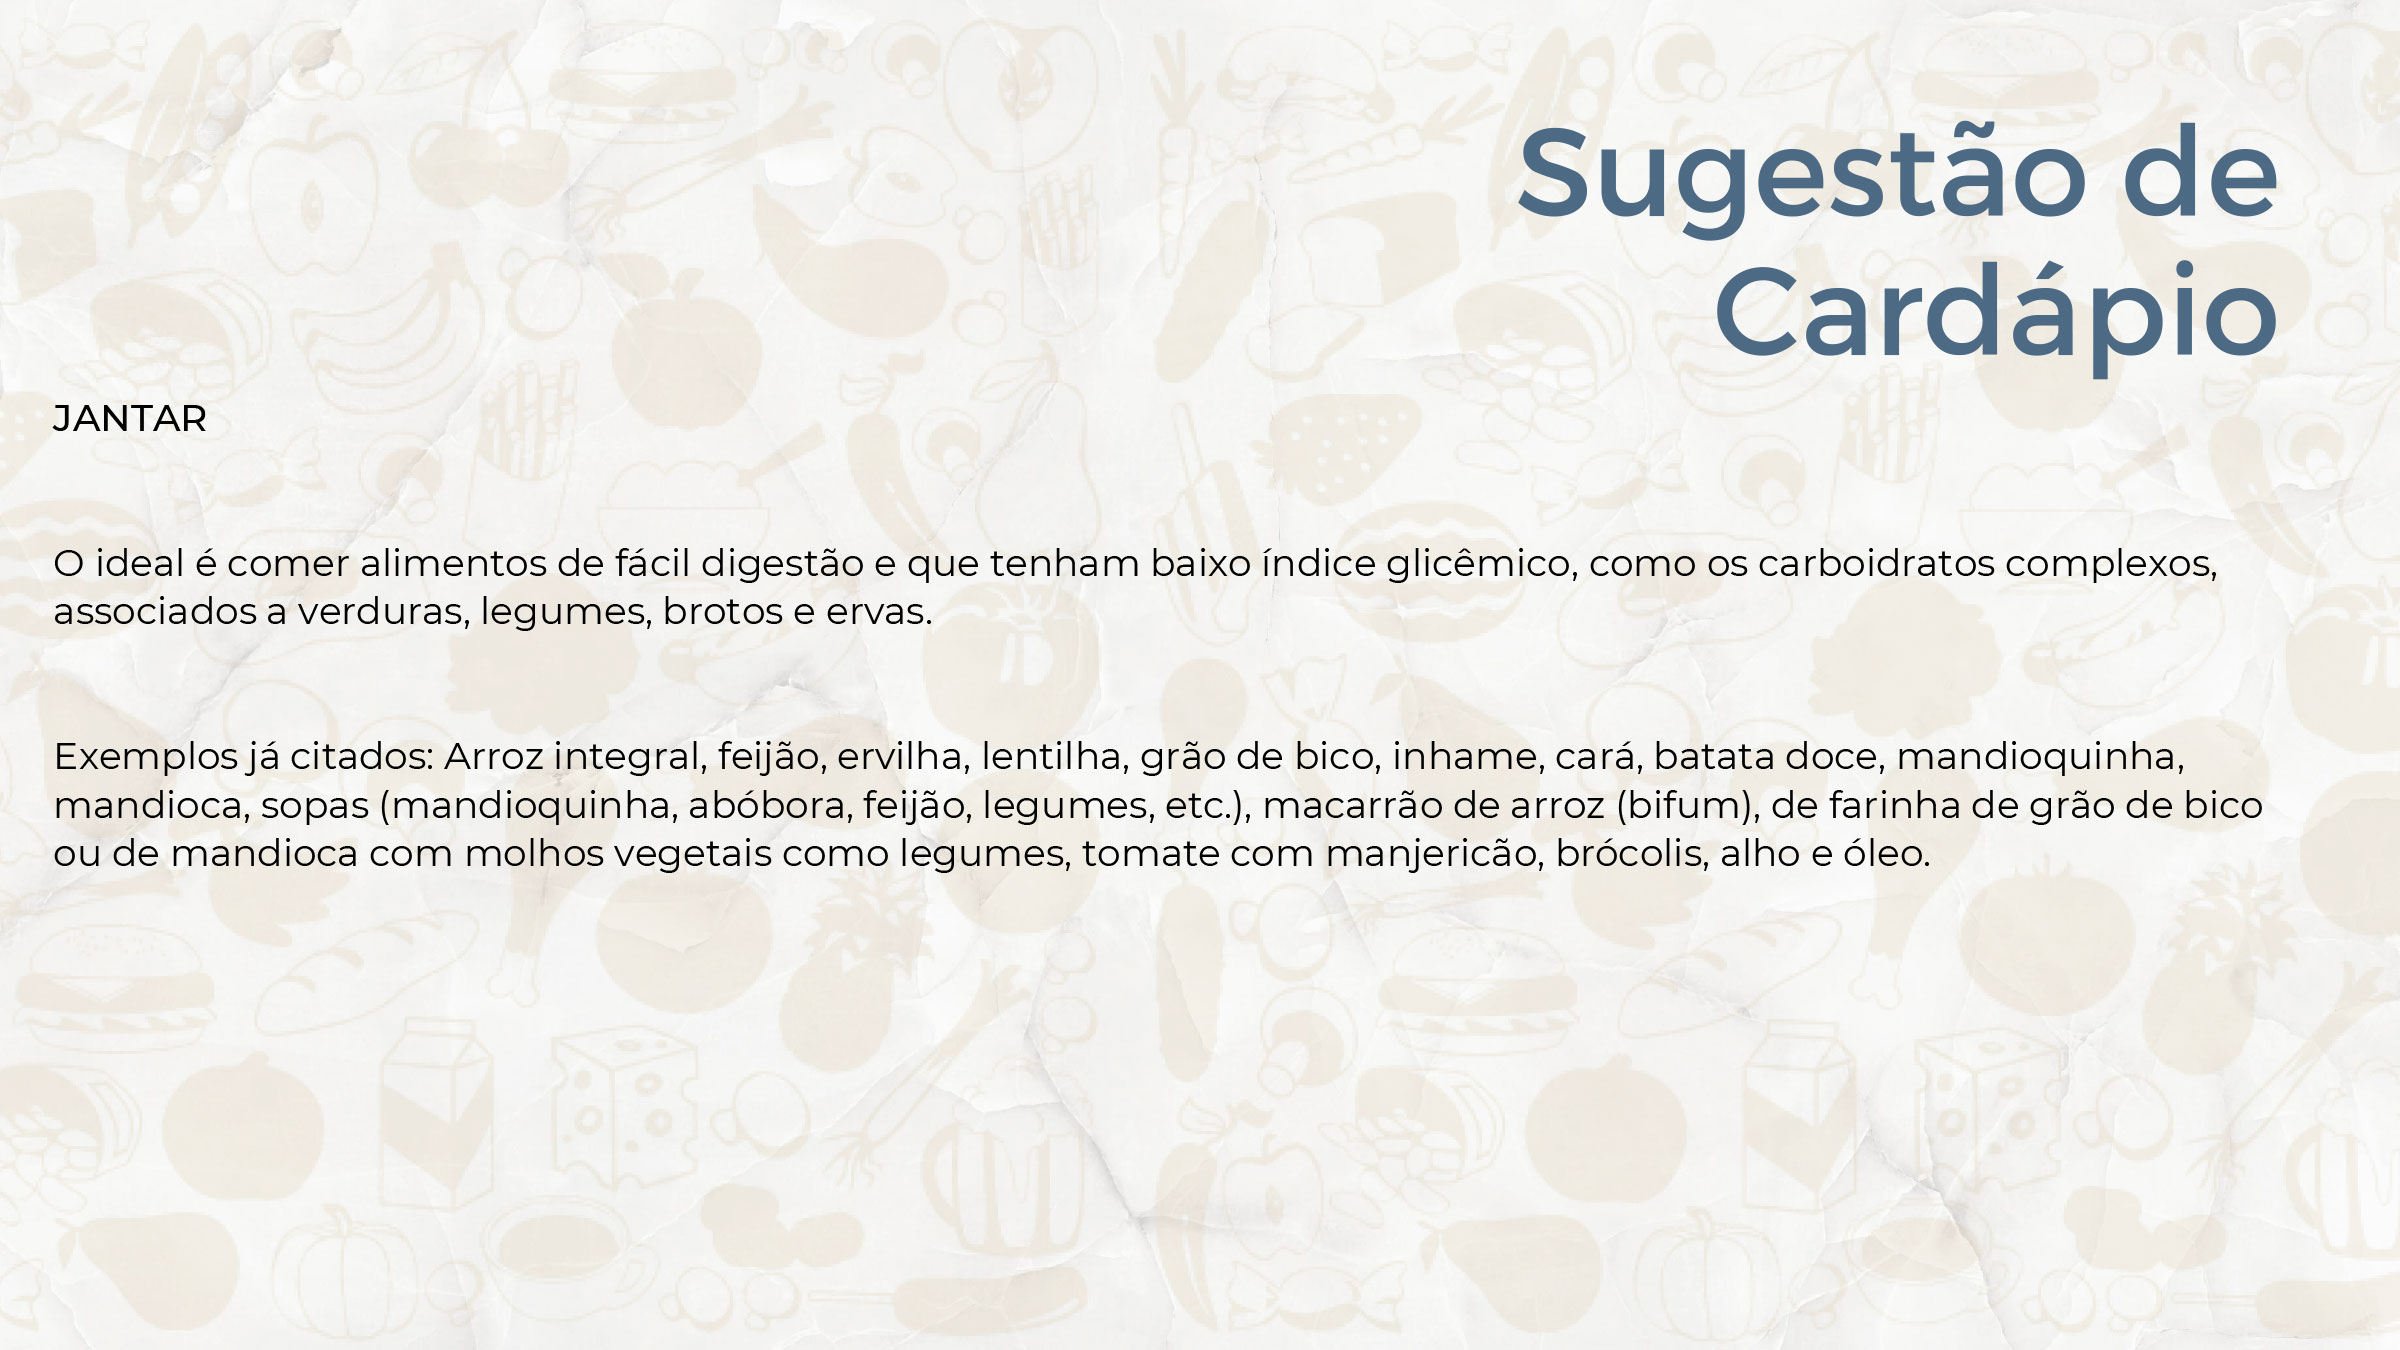 Sugestão de
Cardápio
JANTAR
O ideal é comer alimentos de fácil digestão e que tenham baixo índice glicêmico, como os carboidratos complexos,
associados a verduras, legumes, brotos e ervas.
Exemplos já citados: Arroz integral, feijão, ervilha, lentilha, grão de bico, inhame, cará, batata doce, mandioquinha,
mandioca, sopas (mandioquinha, abóbora, feijão, legumes, etc.), macarrão de arroz (bifum), de farinha de grão de bico
ou de mandioca com molhos vegetais como legumes, tomate com manjericão, brócolis, alho e óleo.